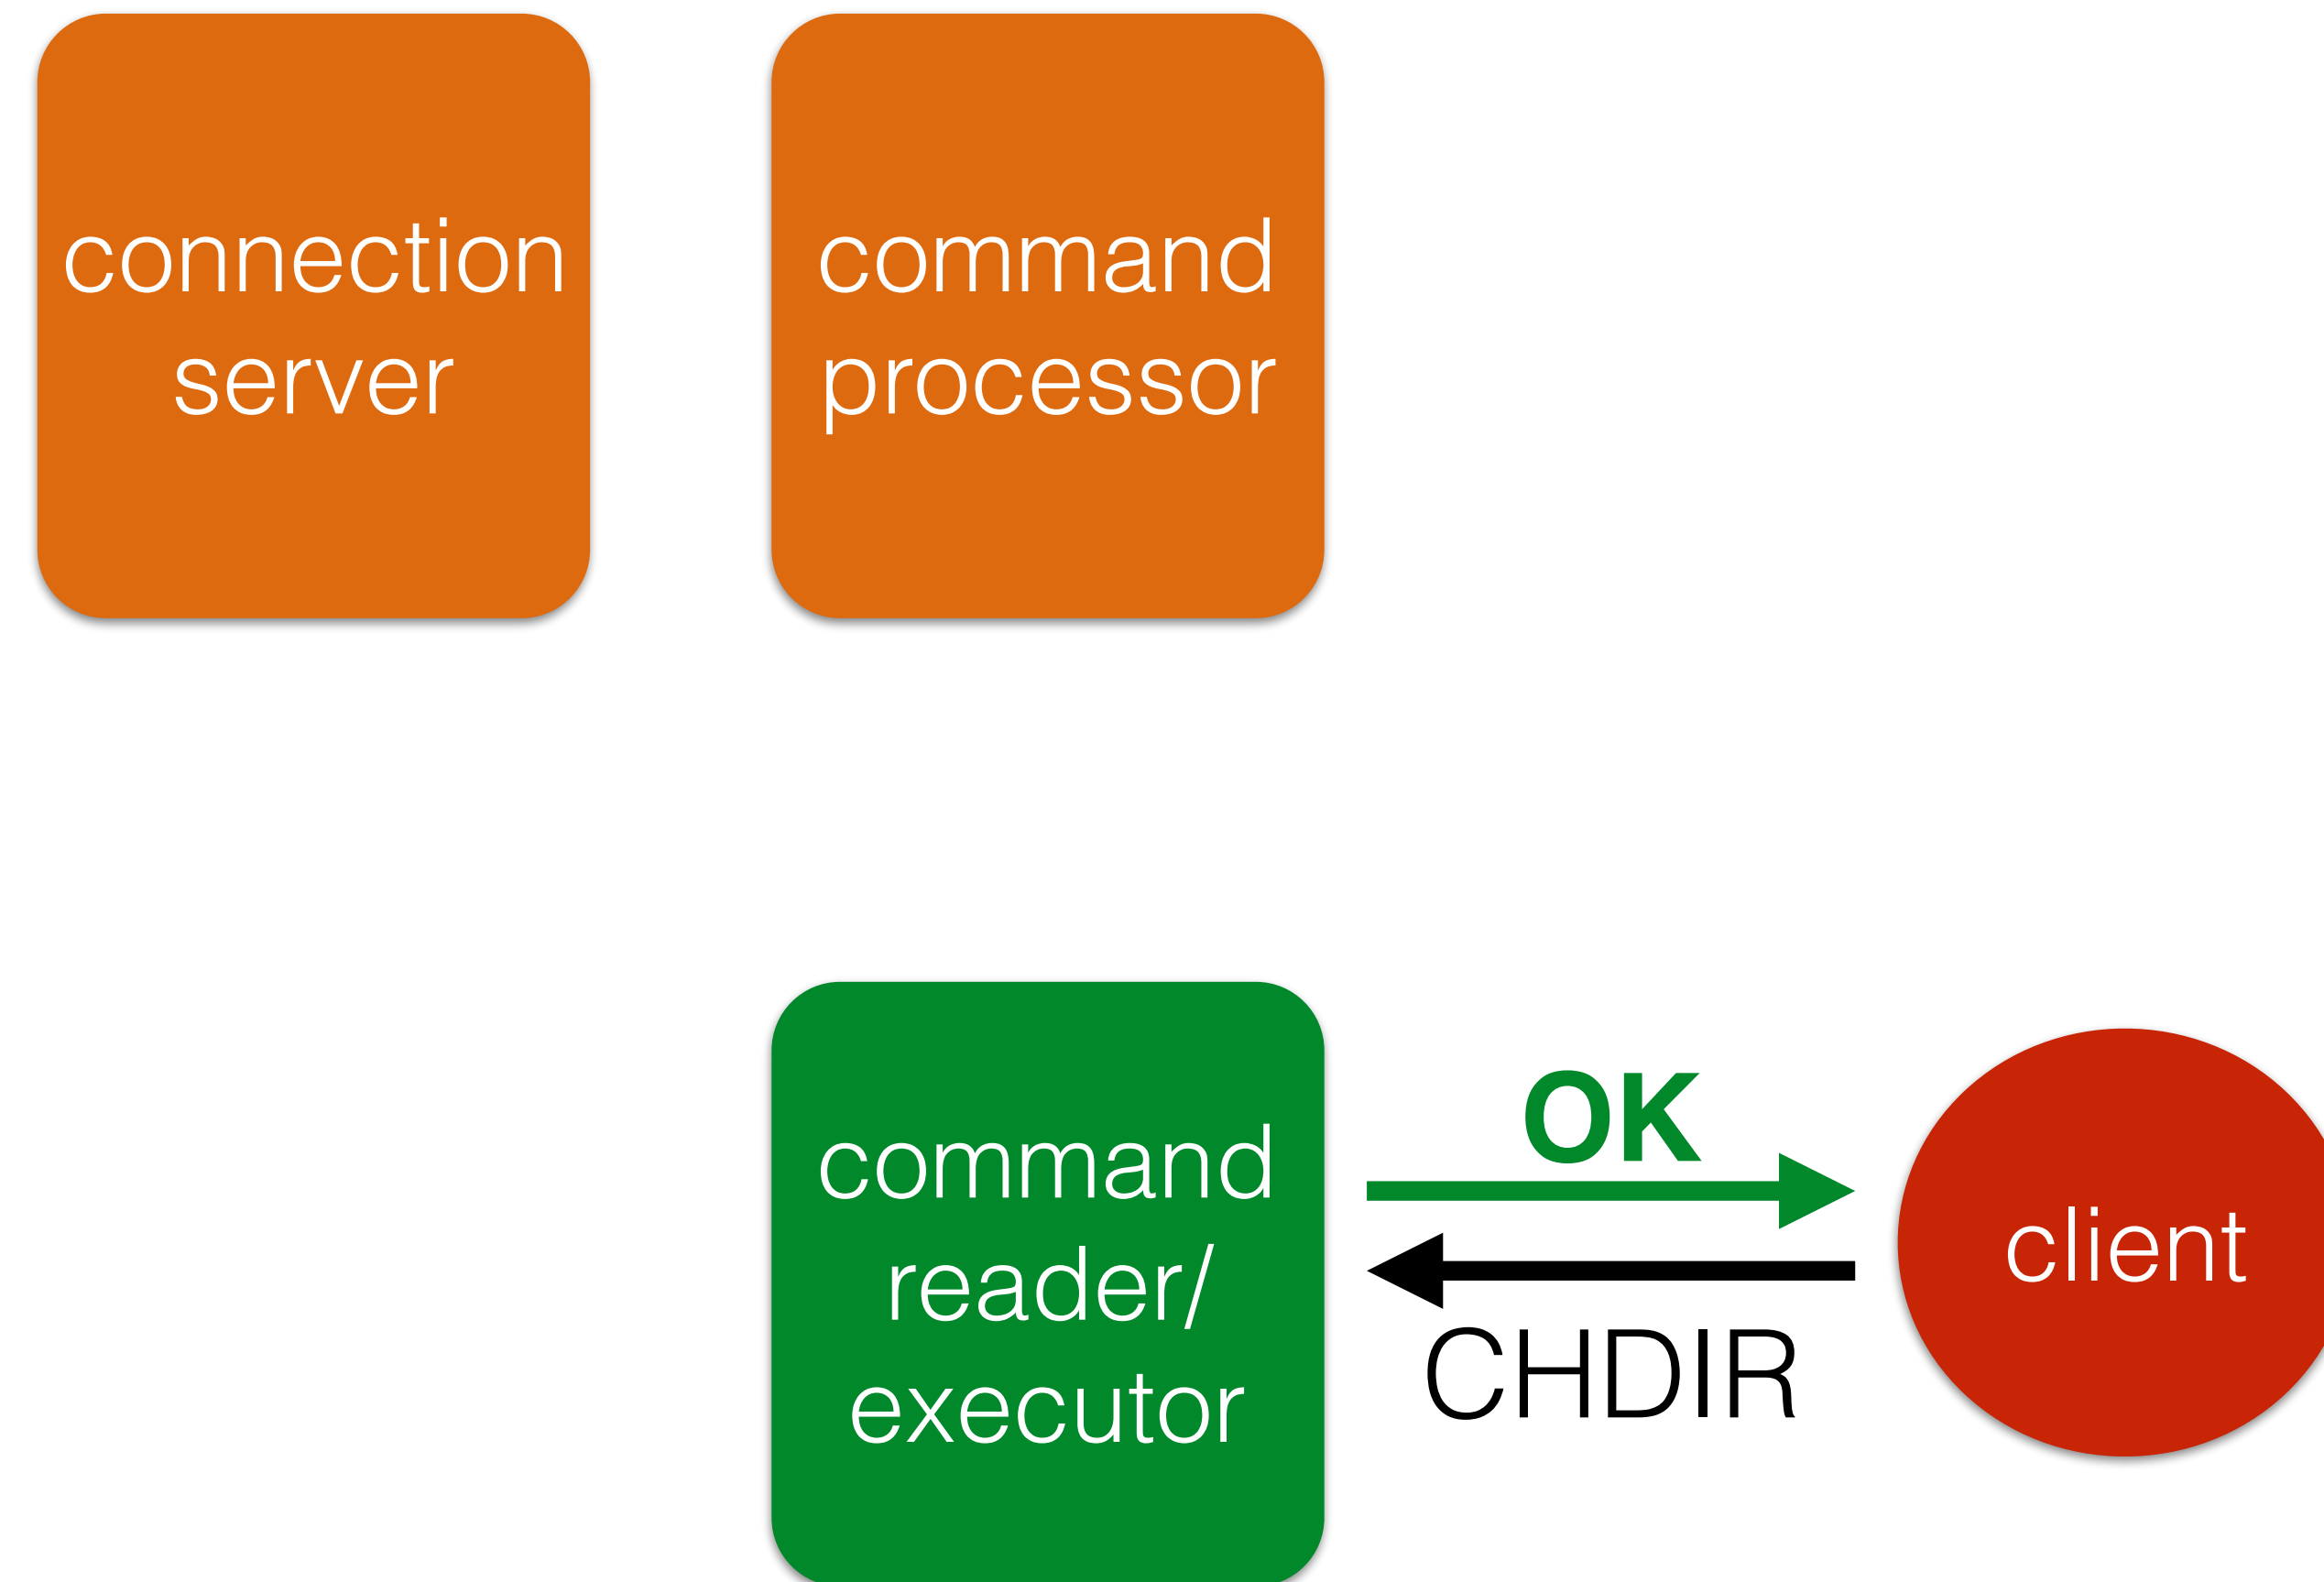 connection
server
command
processor
command
reader/
executor
OK
CHDIR
client